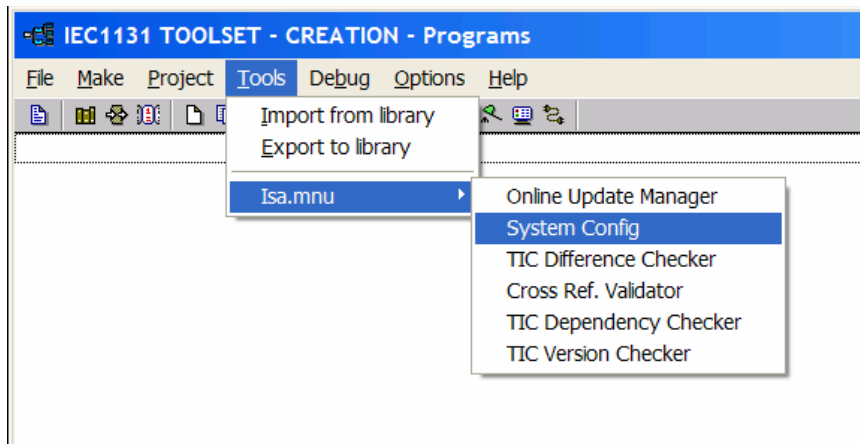 IEC1131 TOOLSET - CREATION - Programs
File Make Project Tools Debug Options Help
Import from library
Export to library
Isa.mnu
Online Update Manager
System Config
TIC Difference Checker
Cross Ref. Validator
TIC Dependency Checker
TIC Version Checker